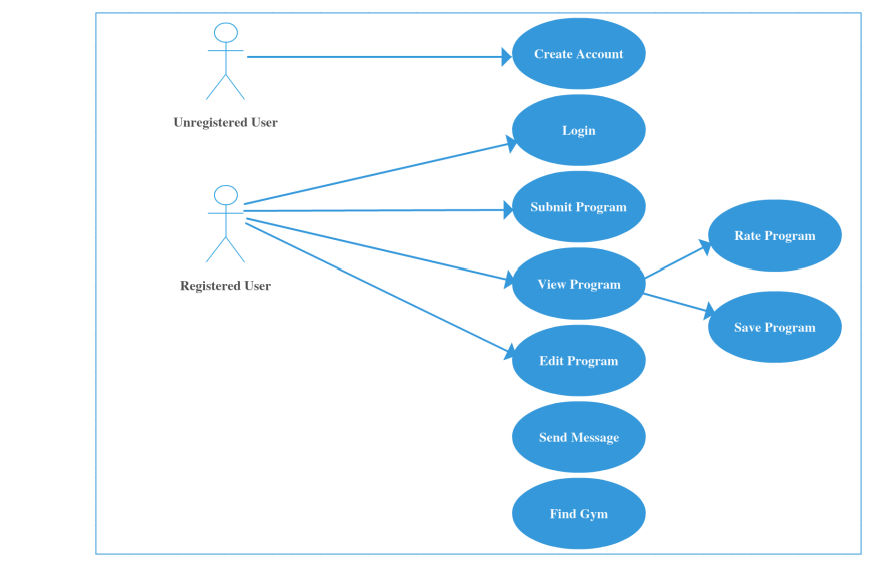 Create Account
Unregistered User
Login
Submit Program
Rate Program
Registered User
View Program
Save Program
Edit Program
Send Message
Find Gym